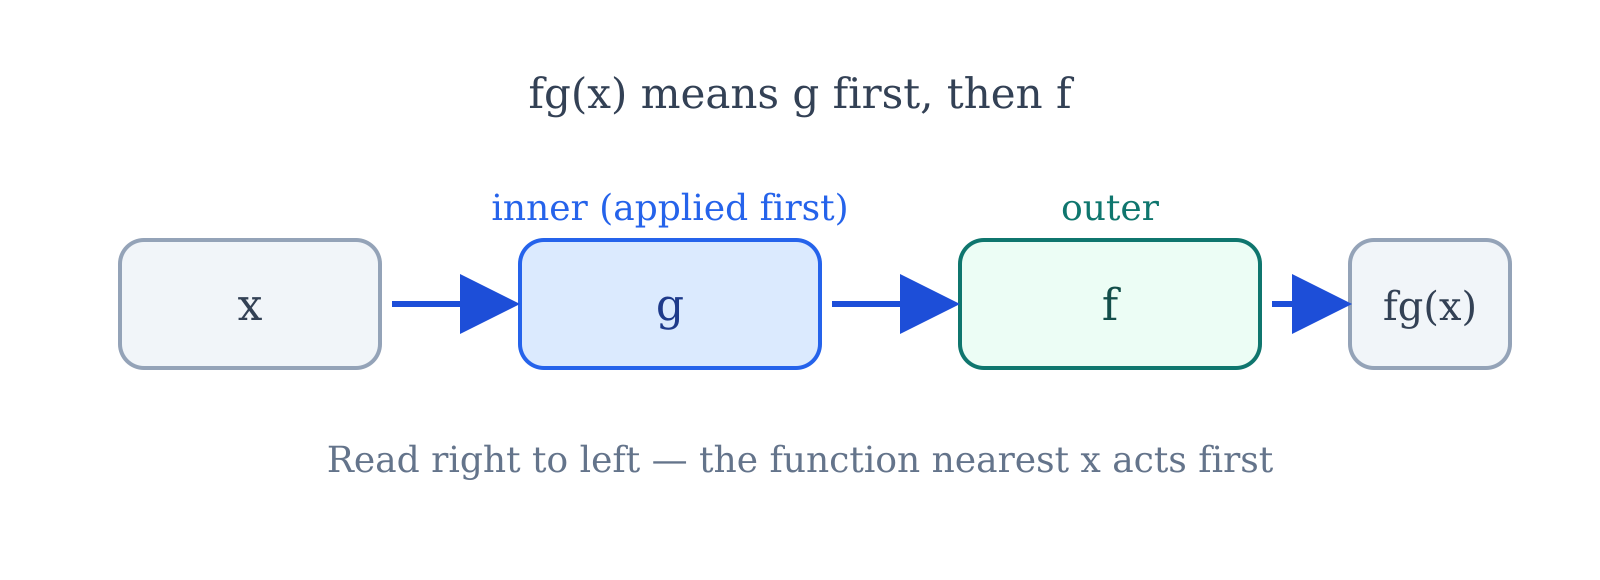 fg(x) means g first, then f
inner (applied first)
outer
x
g
f
fg(x)
Read right to left — the function nearest x acts first